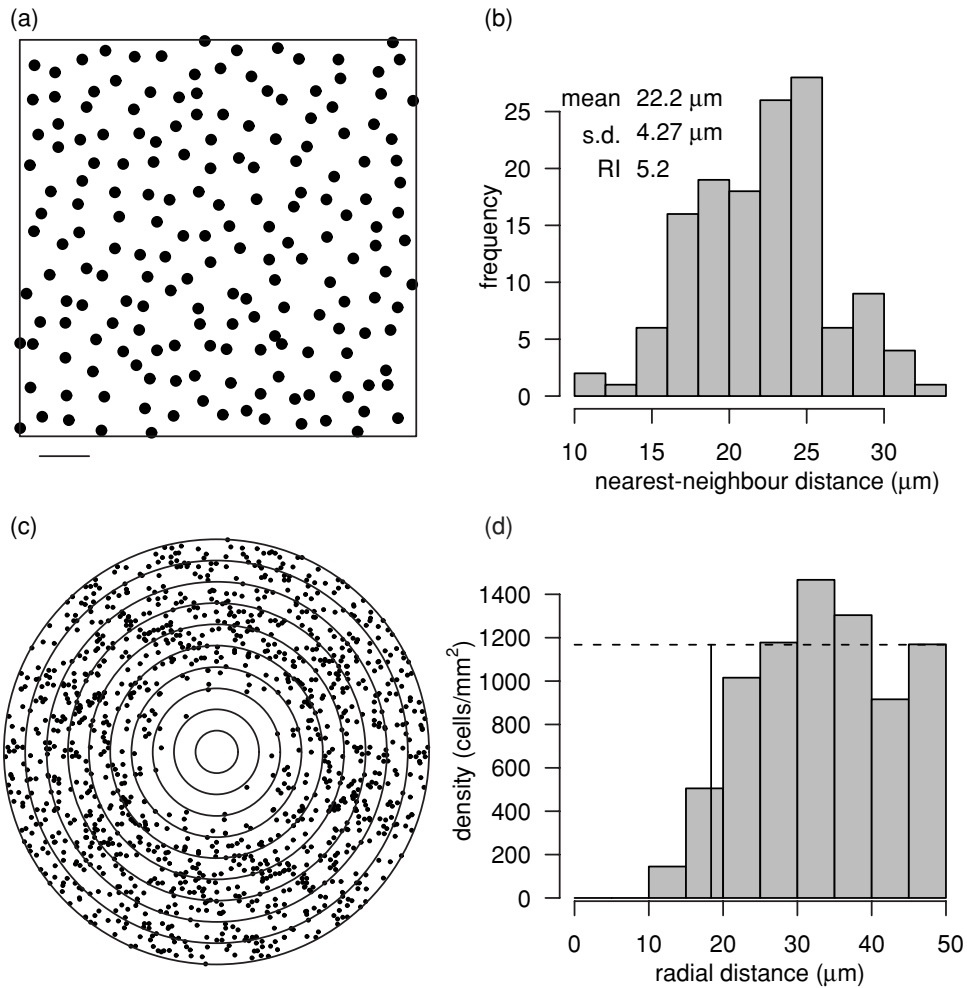 (a)
(b)
mean 22.2 μm
s.d. 4.27 μm
RI 5.2
frequency
0
5
10
15
20
25
10 15 20 25 30
nearest-neighbour distance (μm)
(c)
(d)
density (cells/mm²)
0
200
400
600
800
1000
1200
1400
0 10 20 30 40 50
radial distance (μm)